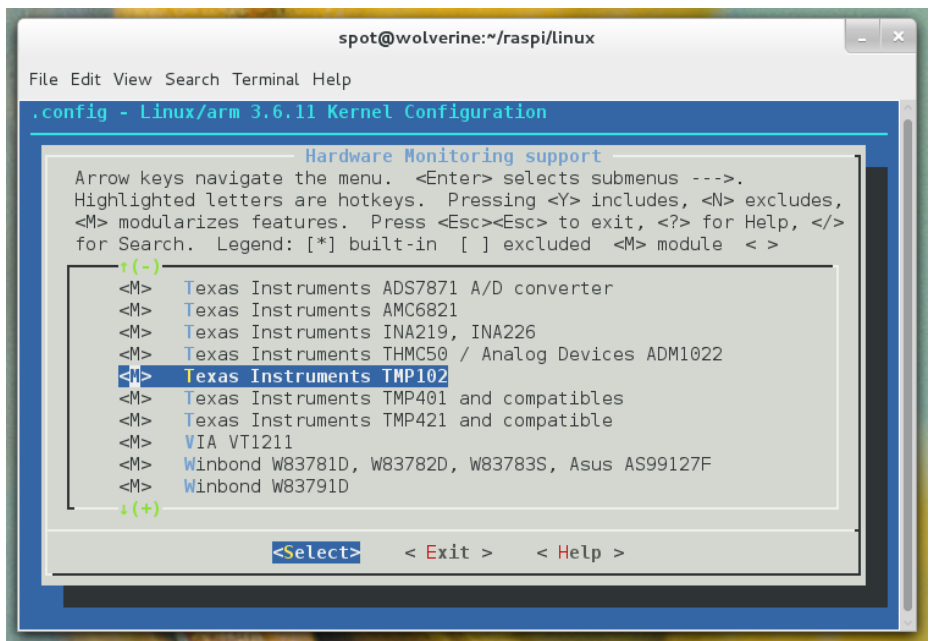 spot@wolverine:~/raspi/linux
File Edit View Search Terminal Help
.config - Linux/arm 3.6.11 Kernel Configuration
Hardware Monitoring support
Arrow keys navigate the menu. <Enter> selects submenus --->.
Highlighted letters are hotkeys. Pressing <Y> includes, <N> excludes,
<M> modularizes features. Press <Esc><Esc> to exit, <?> for Help, </>
for Search. Legend: [*] built-in [ ] excluded <M> module < >
↑(-)
<M> Texas Instruments ADS7871 A/D converter
<M> Texas Instruments AMC6821
<M> Texas Instruments INA219, INA226
<M> Texas Instruments THMC50 / Analog Devices ADM1022
<M> Texas Instruments TMP102
<M> Texas Instruments TMP401 and compatibles
<M> Texas Instruments TMP421 and compatible
<M> VIA VT1211
<M> Winbond W83781D, W83782D, W83783S, Asus AS99127F
<M> Winbond W83791D
↓(+)
<Select> < Exit > < Help >